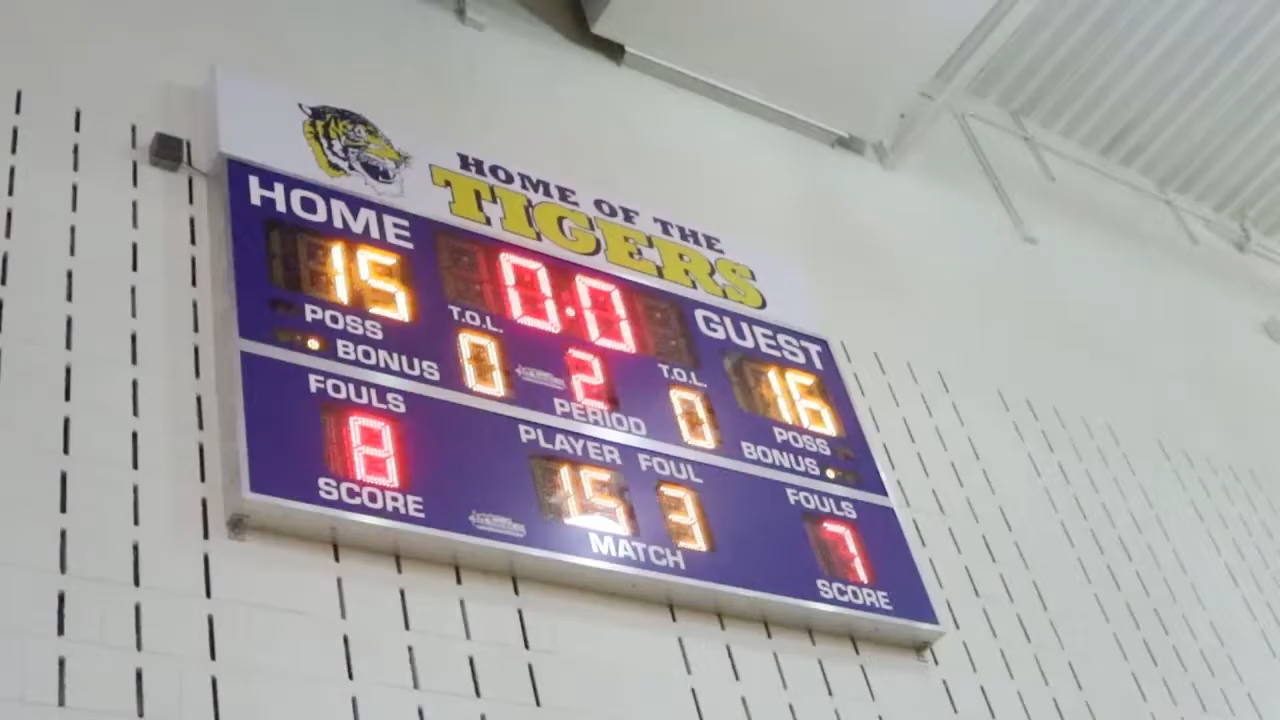 HOME OF THE
TIGERS
HOME
15
0.0
GUEST
16
POSS
BONUS
T.O.L.
0
2
PERIOD
T.O.L.
0
POSS
BONUS
FOULS
8
SCORE
PLAYER FOUL
15 3
MATCH
FOULS
7
SCORE